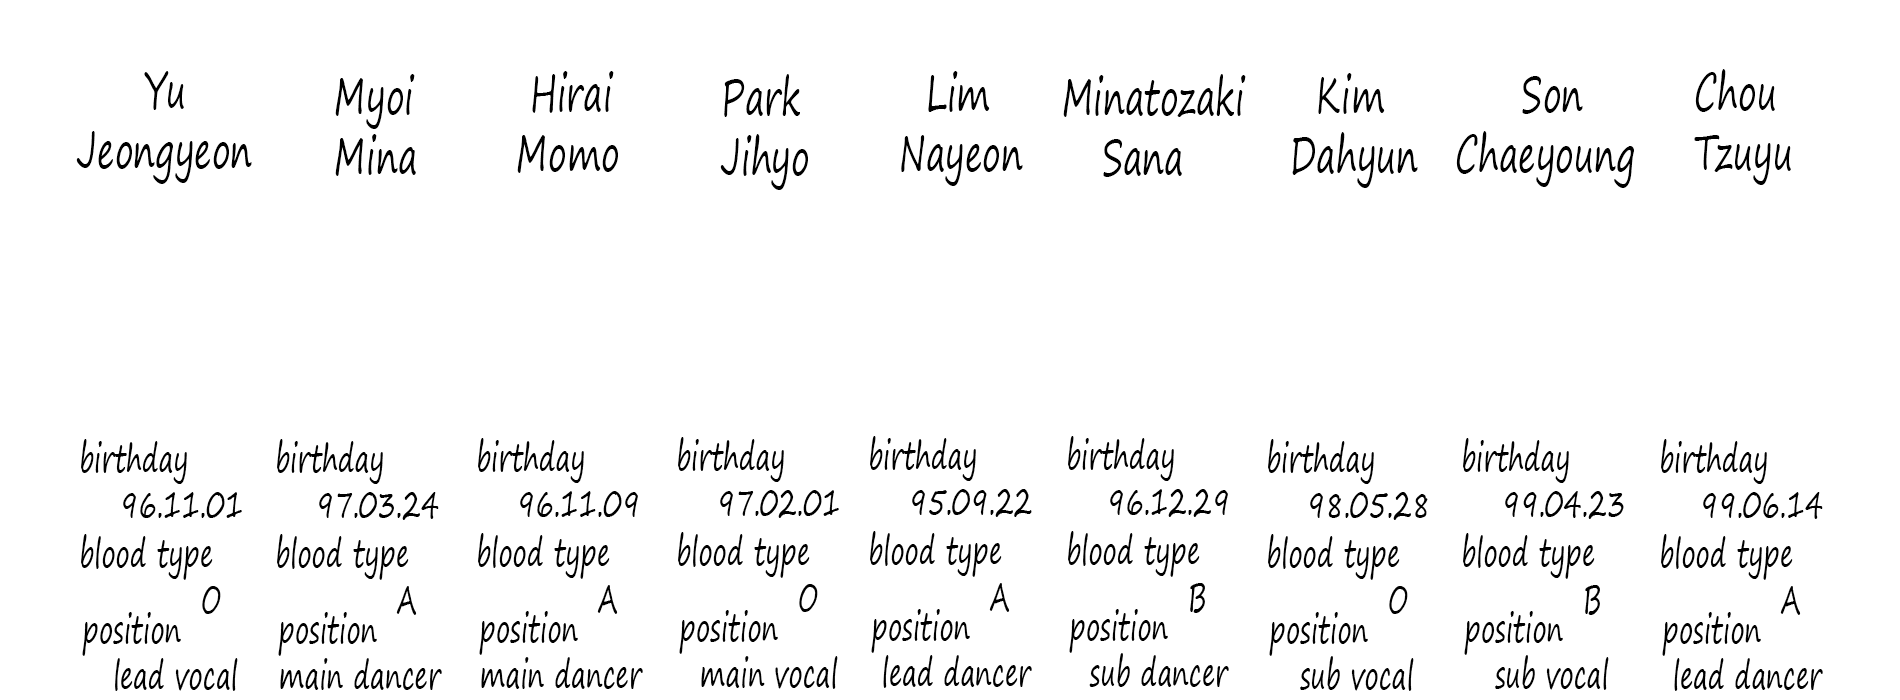 Yu
Jeongyeon
birthday
96.11.01
blood type
O
position
lead vocal
Myoi
Mina
birthday
97.03.24
blood type
A
position
main dancer
Hirai
Momo
birthday
96.11.09
blood type
A
position
main dancer
Park
Jihyo
birthday
97.02.01
blood type
O
position
main vocal
Lim
Nayeon
birthday
95.09.22
blood type
A
position
lead dancer
Minatozaki
Sana
birthday
96.12.29
blood type
B
position
sub dancer
Kim
Dahyun
birthday
98.05.28
blood type
O
position
sub vocal
Son
Chaeyoung
birthday
99.04.23
blood type
B
position
sub vocal
Chou
Tzuyu
birthday
99.06.14
blood type
A
position
lead dancer